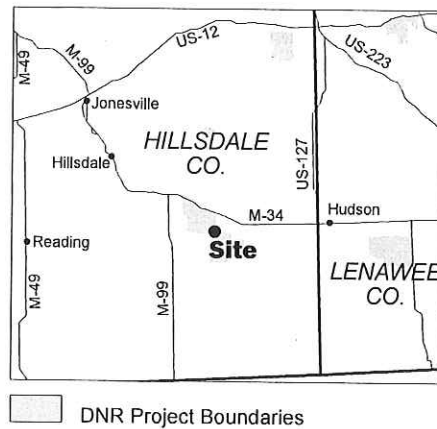 US-12
M-49
M-99
US-223
Jonesville
HILLSDALE
CO.
US-127
Hillsdale
Hudson
M-34
Reading
Site
LENAWEE
CO.
M-49
M-99
DNR Project Boundaries